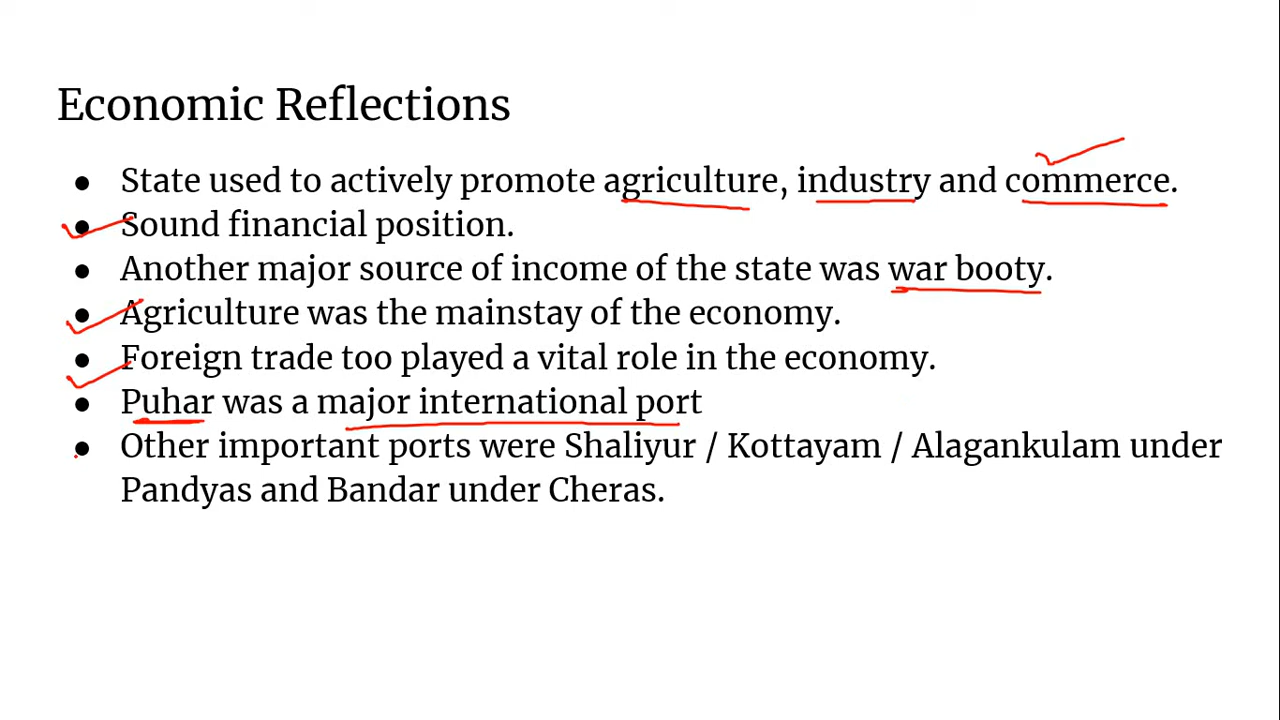 Economic Reflections
● State used to actively promote agriculture, industry and commerce.
● Sound financial position.
● Another major source of income of the state was war booty.
● Agriculture was the mainstay of the economy.
● Foreign trade too played a vital role in the economy.
● Puhar was a major international port
● Other important ports were Shaliyur / Kottayam / Alagankulam under
Pandyas and Bandar under Cheras.